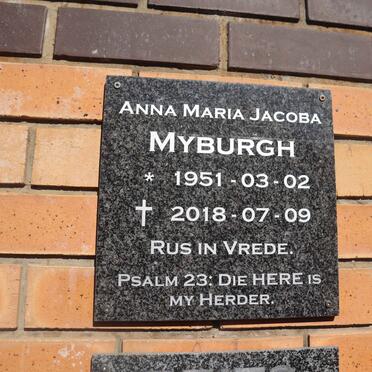 Anna Maria Jacoba
Myburgh
* 1951 - 03 - 02
✝ 2018 - 07 - 09
Rus in Vrede.
Psalm 23: Die HERE is
my Herder.